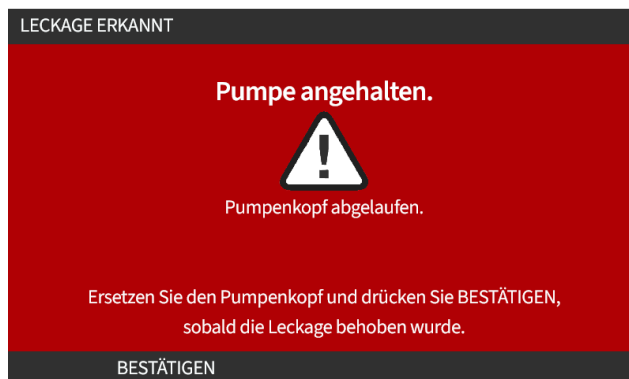 LECKAGE ERKANNT
Pumpe angehalten.
!
Pumpenkopf abgelaufen.
Ersetzen Sie den Pumpenkopf und drücken Sie BESTÄTIGEN,
sobald die Leckage behoben wurde.
BESTÄTIGEN